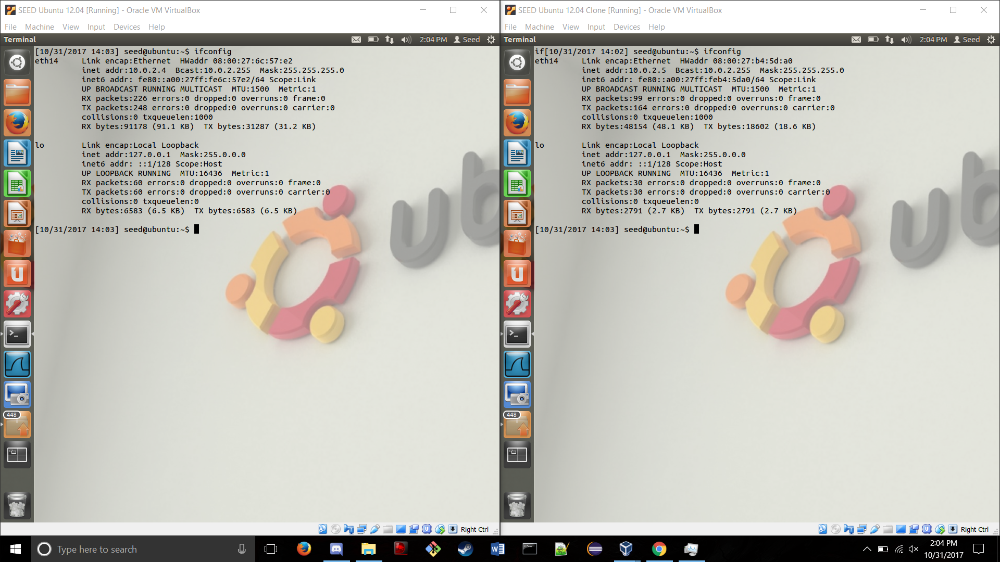 SEED Ubuntu 12.04 [Running] - Oracle VM VirtualBox
File Machine View Input Devices Help
Terminal 2:04 PM Seed
[10/31/2017 14:03] seed@ubuntu:~$ ifconfig
eth14 Link encap:Ethernet HWaddr 08:00:27:6c:57:e2
inet addr:10.0.2.4 Bcast:10.0.2.255 Mask:255.255.255.0
inet6 addr: fe80::a00:27ff:fe6c:57e2/64 Scope:Link
UP BROADCAST RUNNING MULTICAST MTU:1500 Metric:1
RX packets:226 errors:0 dropped:0 overruns:0 frame:0
TX packets:248 errors:0 dropped:0 overruns:0 carrier:0
collisions:0 txqueuelen:1000
RX bytes:91178 (91.1 KB) TX bytes:31287 (31.2 KB)
lo Link encap:Local Loopback
inet addr:127.0.0.1 Mask:255.0.0.0
inet6 addr: ::1/128 Scope:Host
UP LOOPBACK RUNNING MTU:16436 Metric:1
RX packets:60 errors:0 dropped:0 overruns:0 frame:0
TX packets:60 errors:0 dropped:0 overruns:0 carrier:0
collisions:0 txqueuelen:0
RX bytes:6583 (6.5 KB) TX bytes:6583 (6.5 KB)
[10/31/2017 14:03] seed@ubuntu:~$
ub
448
Right Ctrl
SEED Ubuntu 12.04 Clone [Running] - Oracle VM VirtualBox
File Machine View Input Devices Help
Terminal 2:04 PM Seed
if[10/31/2017 14:02] seed@ubuntu:~$ ifconfig
eth14 Link encap:Ethernet HWaddr 08:00:27:b4:5d:a0
inet addr:10.0.2.5 Bcast:10.0.2.255 Mask:255.255.255.0
inet6 addr: fe80::a00:27ff:feb4:5da0/64 Scope:Link
UP BROADCAST RUNNING MULTICAST MTU:1500 Metric:1
RX packets:99 errors:0 dropped:0 overruns:0 frame:0
TX packets:164 errors:0 dropped:0 overruns:0 carrier:0
collisions:0 txqueuelen:1000
RX bytes:48154 (48.1 KB) TX bytes:18602 (18.6 KB)
lo Link encap:Local Loopback
inet addr:127.0.0.1 Mask:255.0.0.0
inet6 addr: ::1/128 Scope:Host
UP LOOPBACK RUNNING MTU:16436 Metric:1
RX packets:30 errors:0 dropped:0 overruns:0 frame:0
TX packets:30 errors:0 dropped:0 overruns:0 carrier:0
collisions:0 txqueuelen:0
RX bytes:2791 (2.7 KB) TX bytes:2791 (2.7 KB)
[10/31/2017 14:03] seed@ubuntu:~$
ub
448
Right Ctrl
Type here to search
2:04 PM
10/31/2017